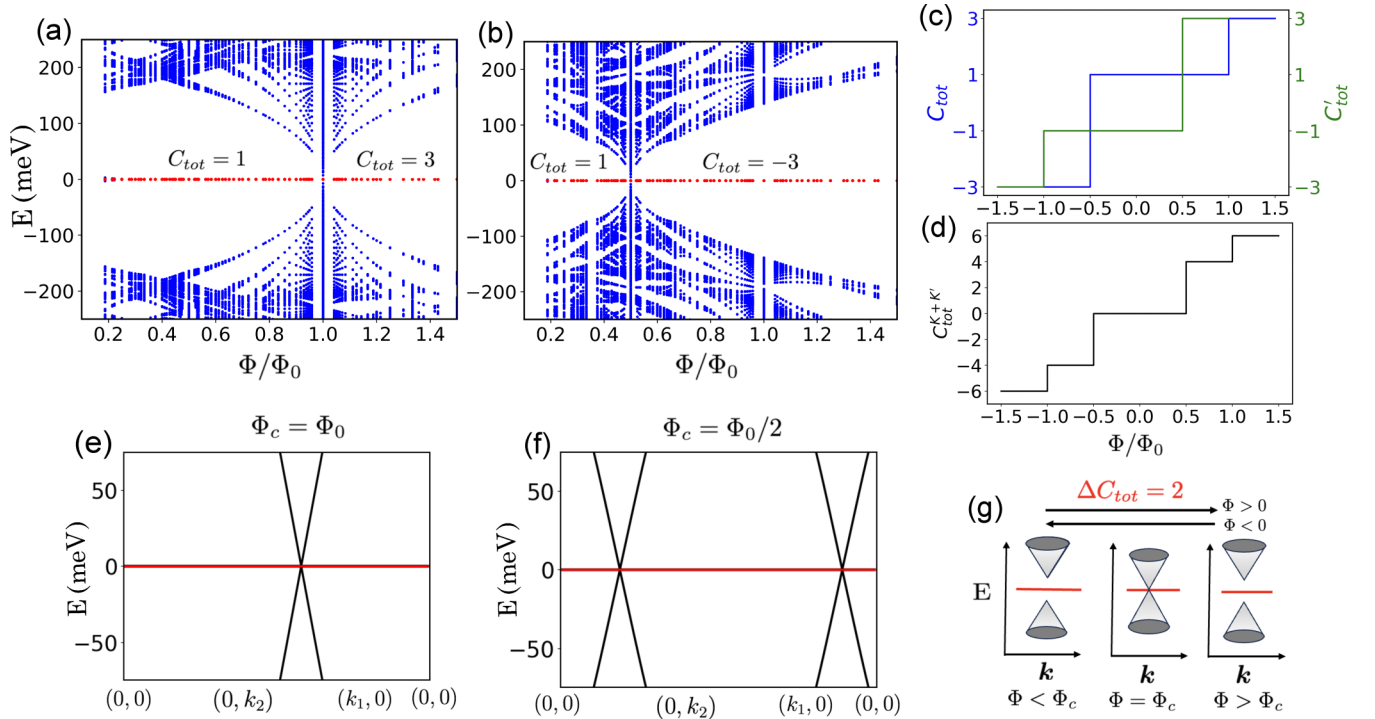 (a)
E (meV)
200
100
0
−100
−200
C_tot = 1
C_tot = 3
0.2 0.4 0.6 0.8 1.0 1.2 1.4
Φ/Φ₀
(b)
200
100
0
−100
−200
C_tot = 1
C_tot = −3
0.2 0.4 0.6 0.8 1.0 1.2 1.4
Φ/Φ₀
(c)
C_tot
3
1
−1
−3
3
1
−1
−3
C'_tot
−1.5 −1.0 −0.5 0.0 0.5 1.0 1.5
(d)
C_tot^{K+K'}
6
4
2
0
−2
−4
−6
−1.5 −1.0 −0.5 0.0 0.5 1.0 1.5
Φ/Φ₀
(e)
Φ_c = Φ₀
E (meV)
50
0
−50
(0, 0) (0, k₂) (k₁, 0) (0, 0)
(f)
Φ_c = Φ₀/2
E (meV)
50
0
−50
(0, 0) (0, k₂) (k₁, 0) (0, 0)
(g)
ΔC_tot = 2
Φ > 0
Φ < 0
E
k k k
Φ < Φ_c Φ = Φ_c Φ > Φ_c